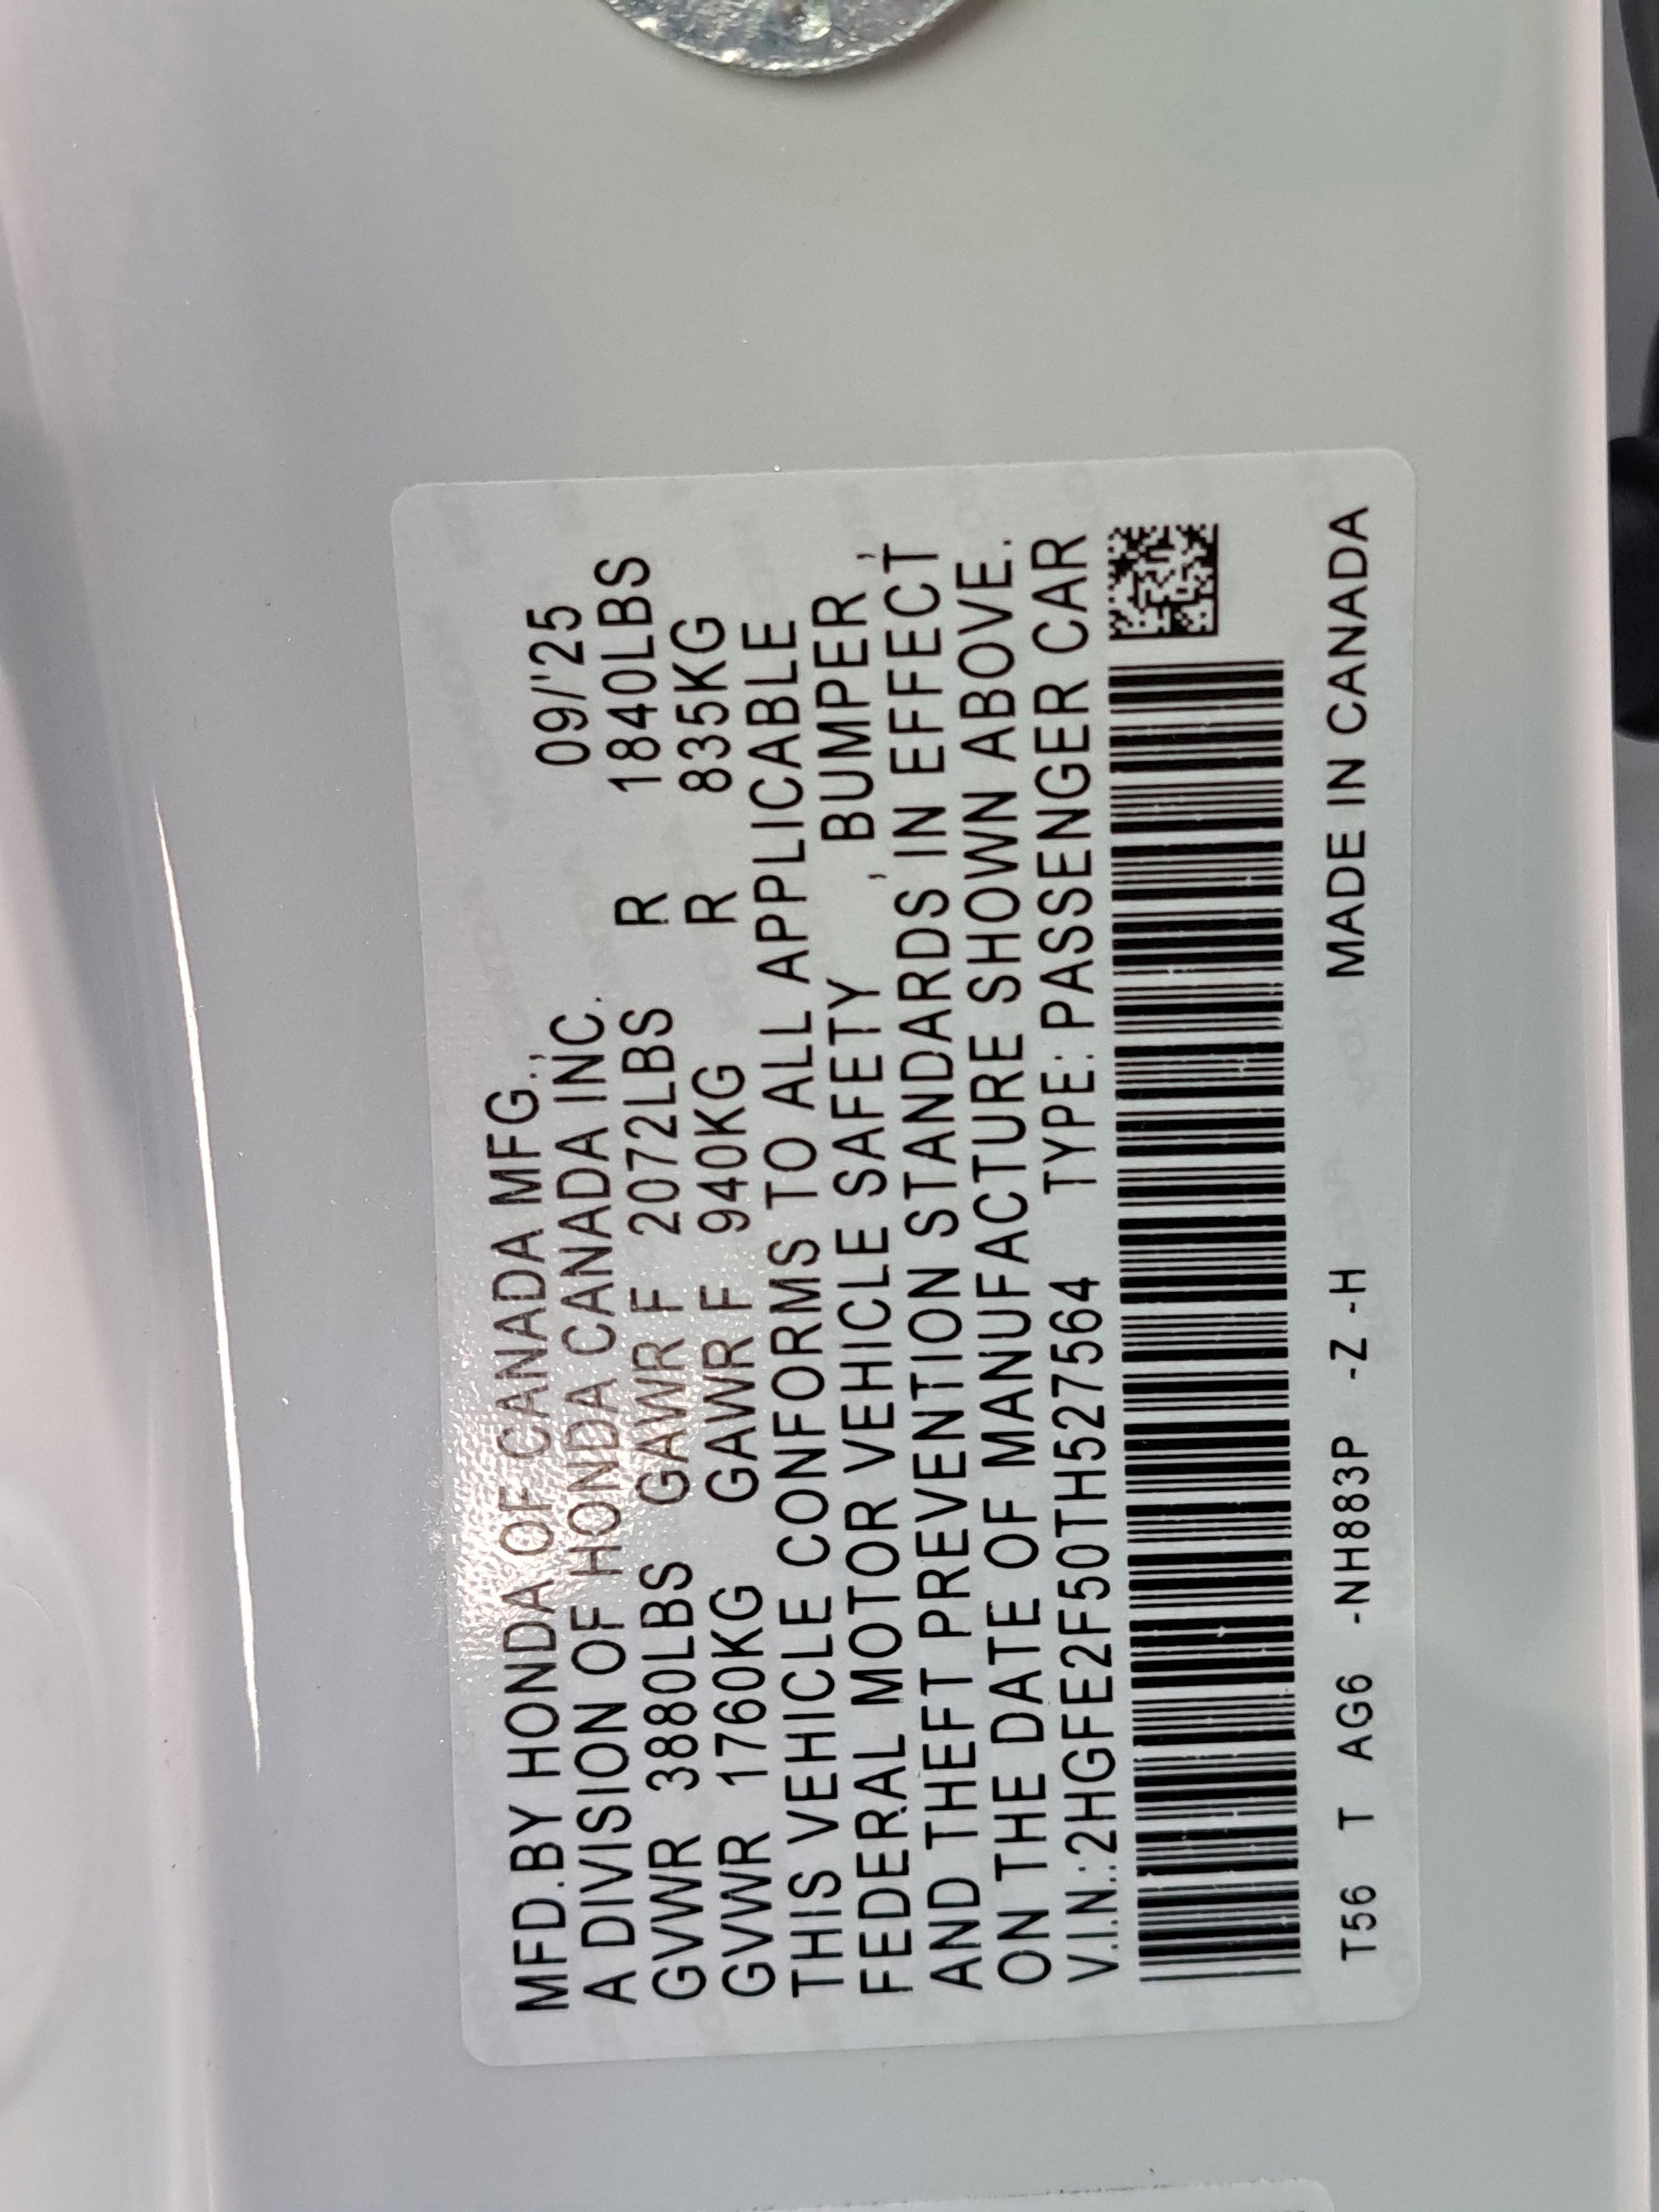 MFD.BY HONDA OF CANADA MFG.,
A DIVISION OF HONDA CANADA INC. 09/'25
GVWR 3880LBS GAWR F 2072LBS R 1840LBS
GVWR 1760KG GAWR F 940KG R 835KG
THIS VEHICLE CONFORMS TO ALL APPLICABLE
FEDERAL MOTOR VEHICLE SAFETY , BUMPER ,
AND THEFT PREVENTION STANDARDS IN EFFECT
ON THE DATE OF MANUFACTURE SHOWN ABOVE.
V.I.N.:2HGFE2F50TH527564 TYPE: PASSENGER CAR
T56 T AG6 -NH883P -Z -H MADE IN CANADA